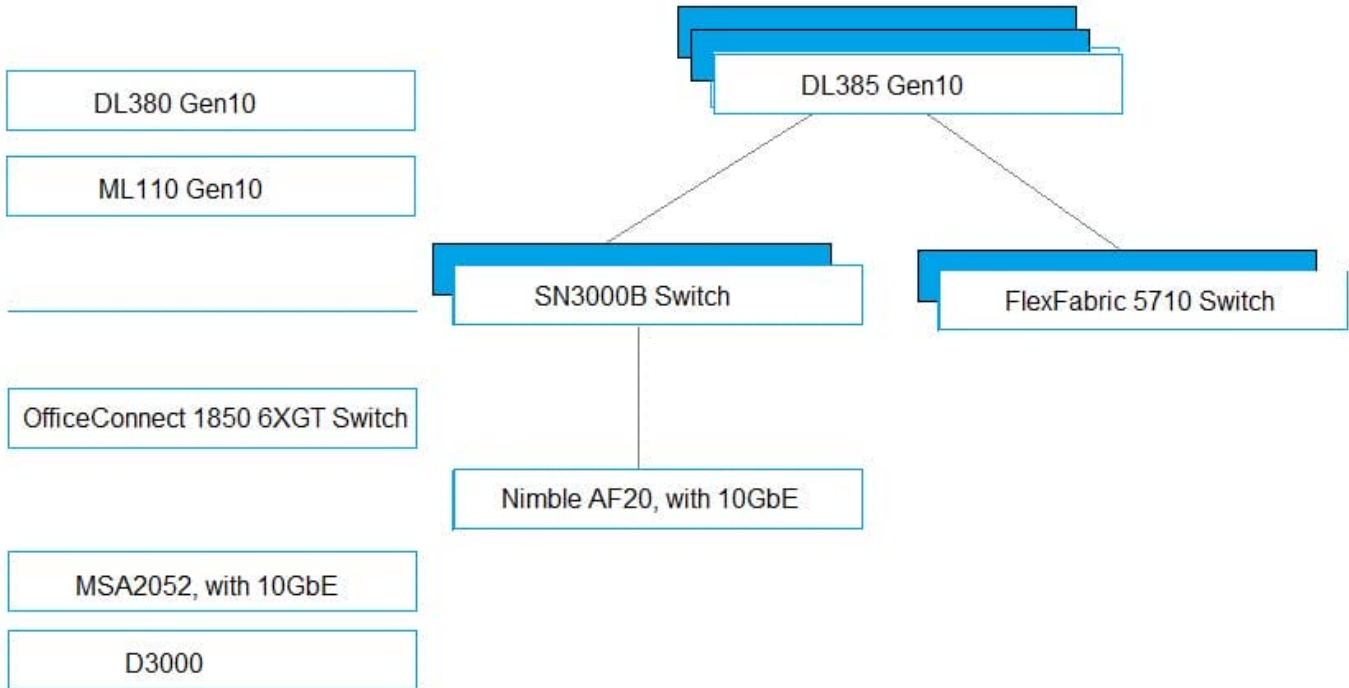 DL385 Gen10
DL380 Gen10
ML110 Gen10
SN3000B Switch
FlexFabric 5710 Switch
OfficeConnect 1850 6XGT Switch
Nimble AF20, with 10GbE
MSA2052, with 10GbE
D3000